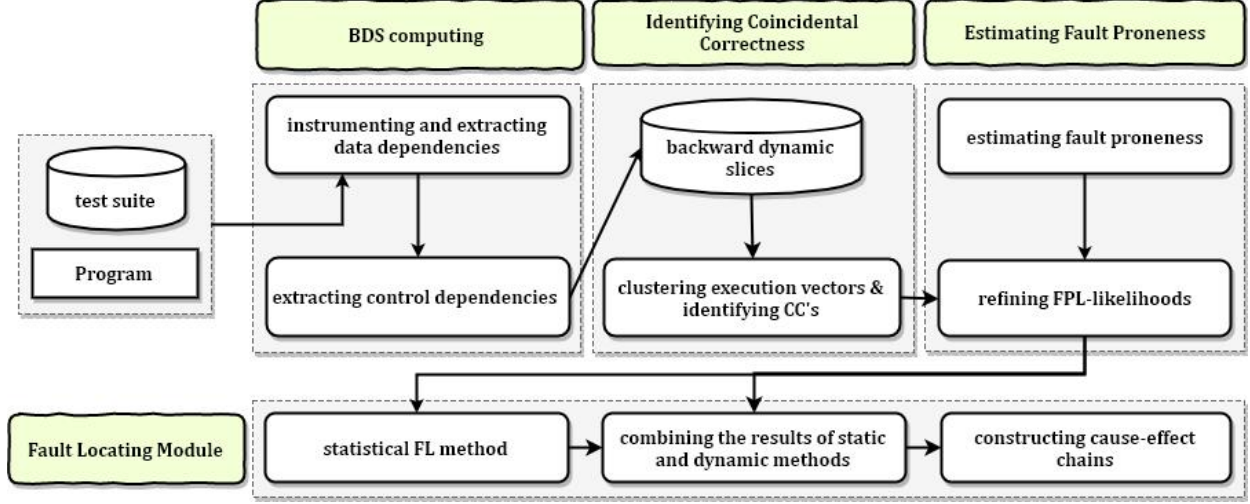 BDS computing
Identifying Coincidental
Correctness
Estimating Fault Proneness
test suite
Program
instrumenting and extracting
data dependencies
extracting control dependencies
backward dynamic
slices
clustering execution vectors &
identifying CC's
estimating fault proneness
refining FPL-likelihoods
Fault Locating Module
statistical FL method
combining the results of static
and dynamic methods
constructing cause-effect
chains